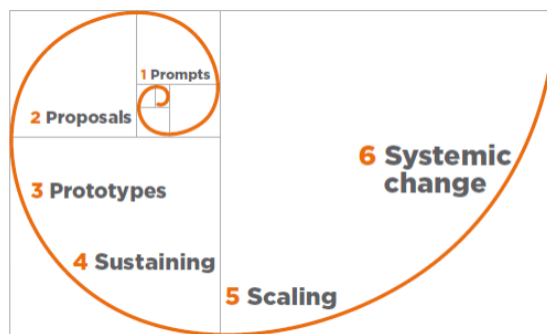 1 Prompts
2 Proposals
3 Prototypes
4 Sustaining
5 Scaling
6 Systemic
change